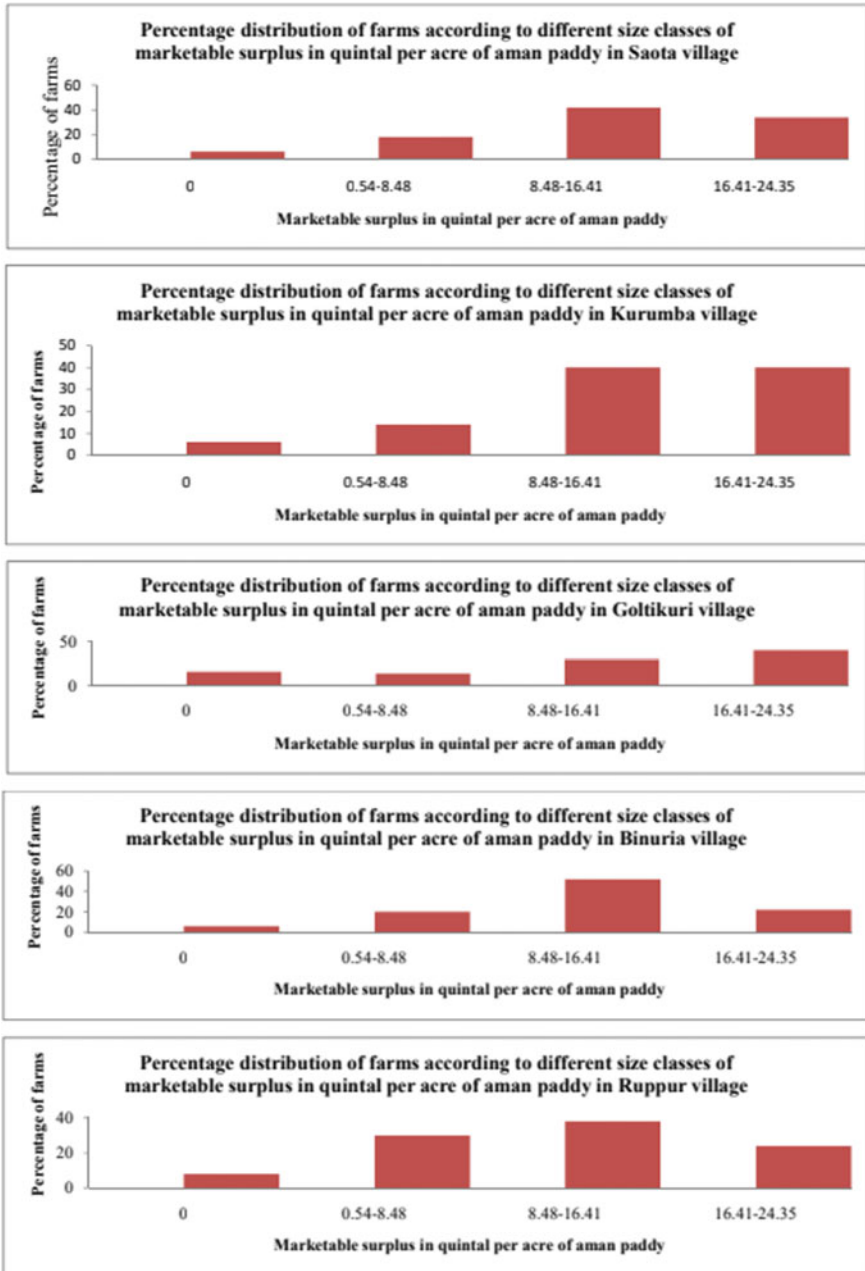 Percentage distribution of farms according to different size classes of
marketable surplus in quintal per acre of aman paddy in Saota village
Percentage of farms
60
40
20
0
0 0.54-8.48 8.48-16.41 16.41-24.35
Marketable surplus in quintal per acre of aman paddy
Percentage distribution of farms according to different size classes of
marketable surplus in quintal per acre of aman paddy in Kurumba village
Percentage of farms
50
40
30
20
10
0
0 0.54-8.48 8.48-16.41 16.41-24.35
Marketable surplus in quintal per acre of aman paddy
Percentage distribution of farms according to different size classes of
marketable surplus in quintal per acre of aman paddy in Goltikuri village
Percentage of farms
50
0
0 0.54-8.48 8.48-16.41 16.41-24.35
Marketable surplus in quintal per acre of aman paddy
Percentage distribution of farms according to different size classes of
marketable surplus in quintal per acre of aman paddy in Binuria village
Percentage of farms
60
40
20
0
0 0.54-8.48 8.48-16.41 16.41-24.35
Marketable surplus in quintal per acre of aman paddy
Percentage distribution of farms according to different size classes of
marketable surplus in quintal per acre of aman paddy in Ruppur village
Percentage of farms
40
20
0
0 0.54-8.48 8.48-16.41 16.41-24.35
Marketable surplus in quintal per acre of aman paddy